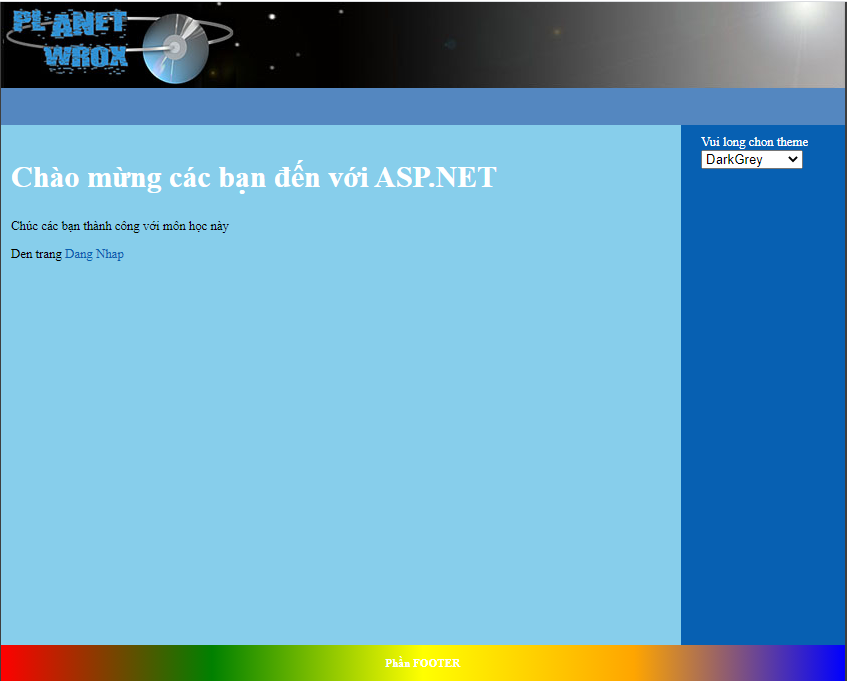 PLANET
WROX
Vui long chon theme
DarkGrey
Chào mừng các bạn đến với ASP.NET
Chúc các bạn thành công với môn học này
Den trang Dang Nhap
Phần FOOTER